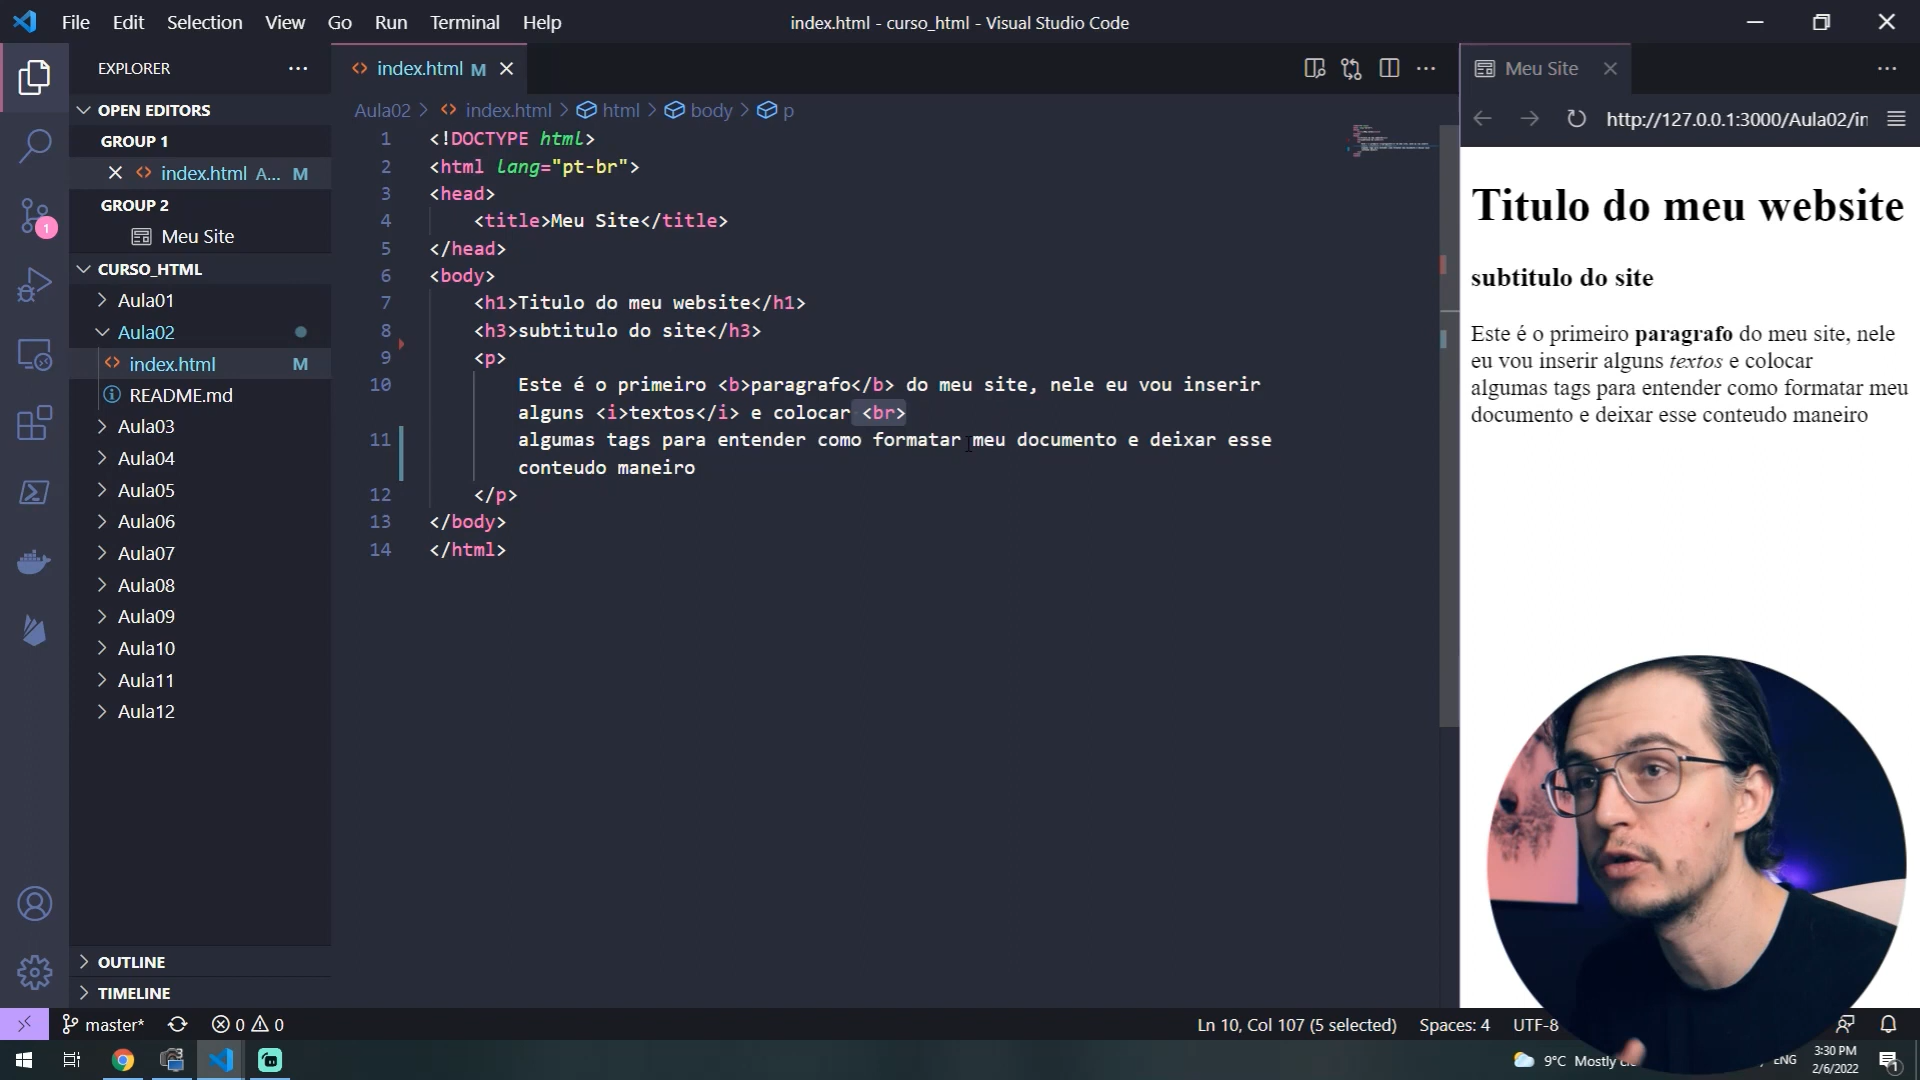 File Edit Selection View Go Run Terminal Help
index.html - curso_html - Visual Studio Code
EXPLORER
OPEN EDITORS
GROUP 1
index.html A... M
GROUP 2
Meu Site
CURSO_HTML
Aula01
Aula02
index.html M
README.md
Aula03
Aula04
Aula05
Aula06
Aula07
Aula08
Aula09
Aula10
Aula11
Aula12
OUTLINE
TIMELINE
1
index.html M
Aula02 > index.html > html > body > p
1 <!DOCTYPE html>
2 <html lang="pt-br">
3 <head>
4 <title>Meu Site</title>
5 </head>
6 <body>
7 <h1>Titulo do meu website</h1>
8 <h3>subtitulo do site</h3>
9 <p>
10 Este é o primeiro <b>paragrafo</b> do meu site, nele eu vou inserir
alguns <i>textos</i> e colocar <br>
11 algumas tags para entender como formatar meu documento e deixar esse
conteudo maneiro
12 </p>
13 </body>
14 </html>
Meu Site
http://127.0.0.1:3000/Aula02/in
Titulo do meu website
subtitulo do site
Este é o primeiro paragrafo do meu site, nele
eu vou inserir alguns textos e colocar
algumas tags para entender como formatar meu
documento e deixar esse conteudo maneiro
master* 0 0
Ln 10, Col 107 (5 selected) Spaces: 4 UTF-8
9°C Mostly
ENG
3:30 PM
2/6/2022
1